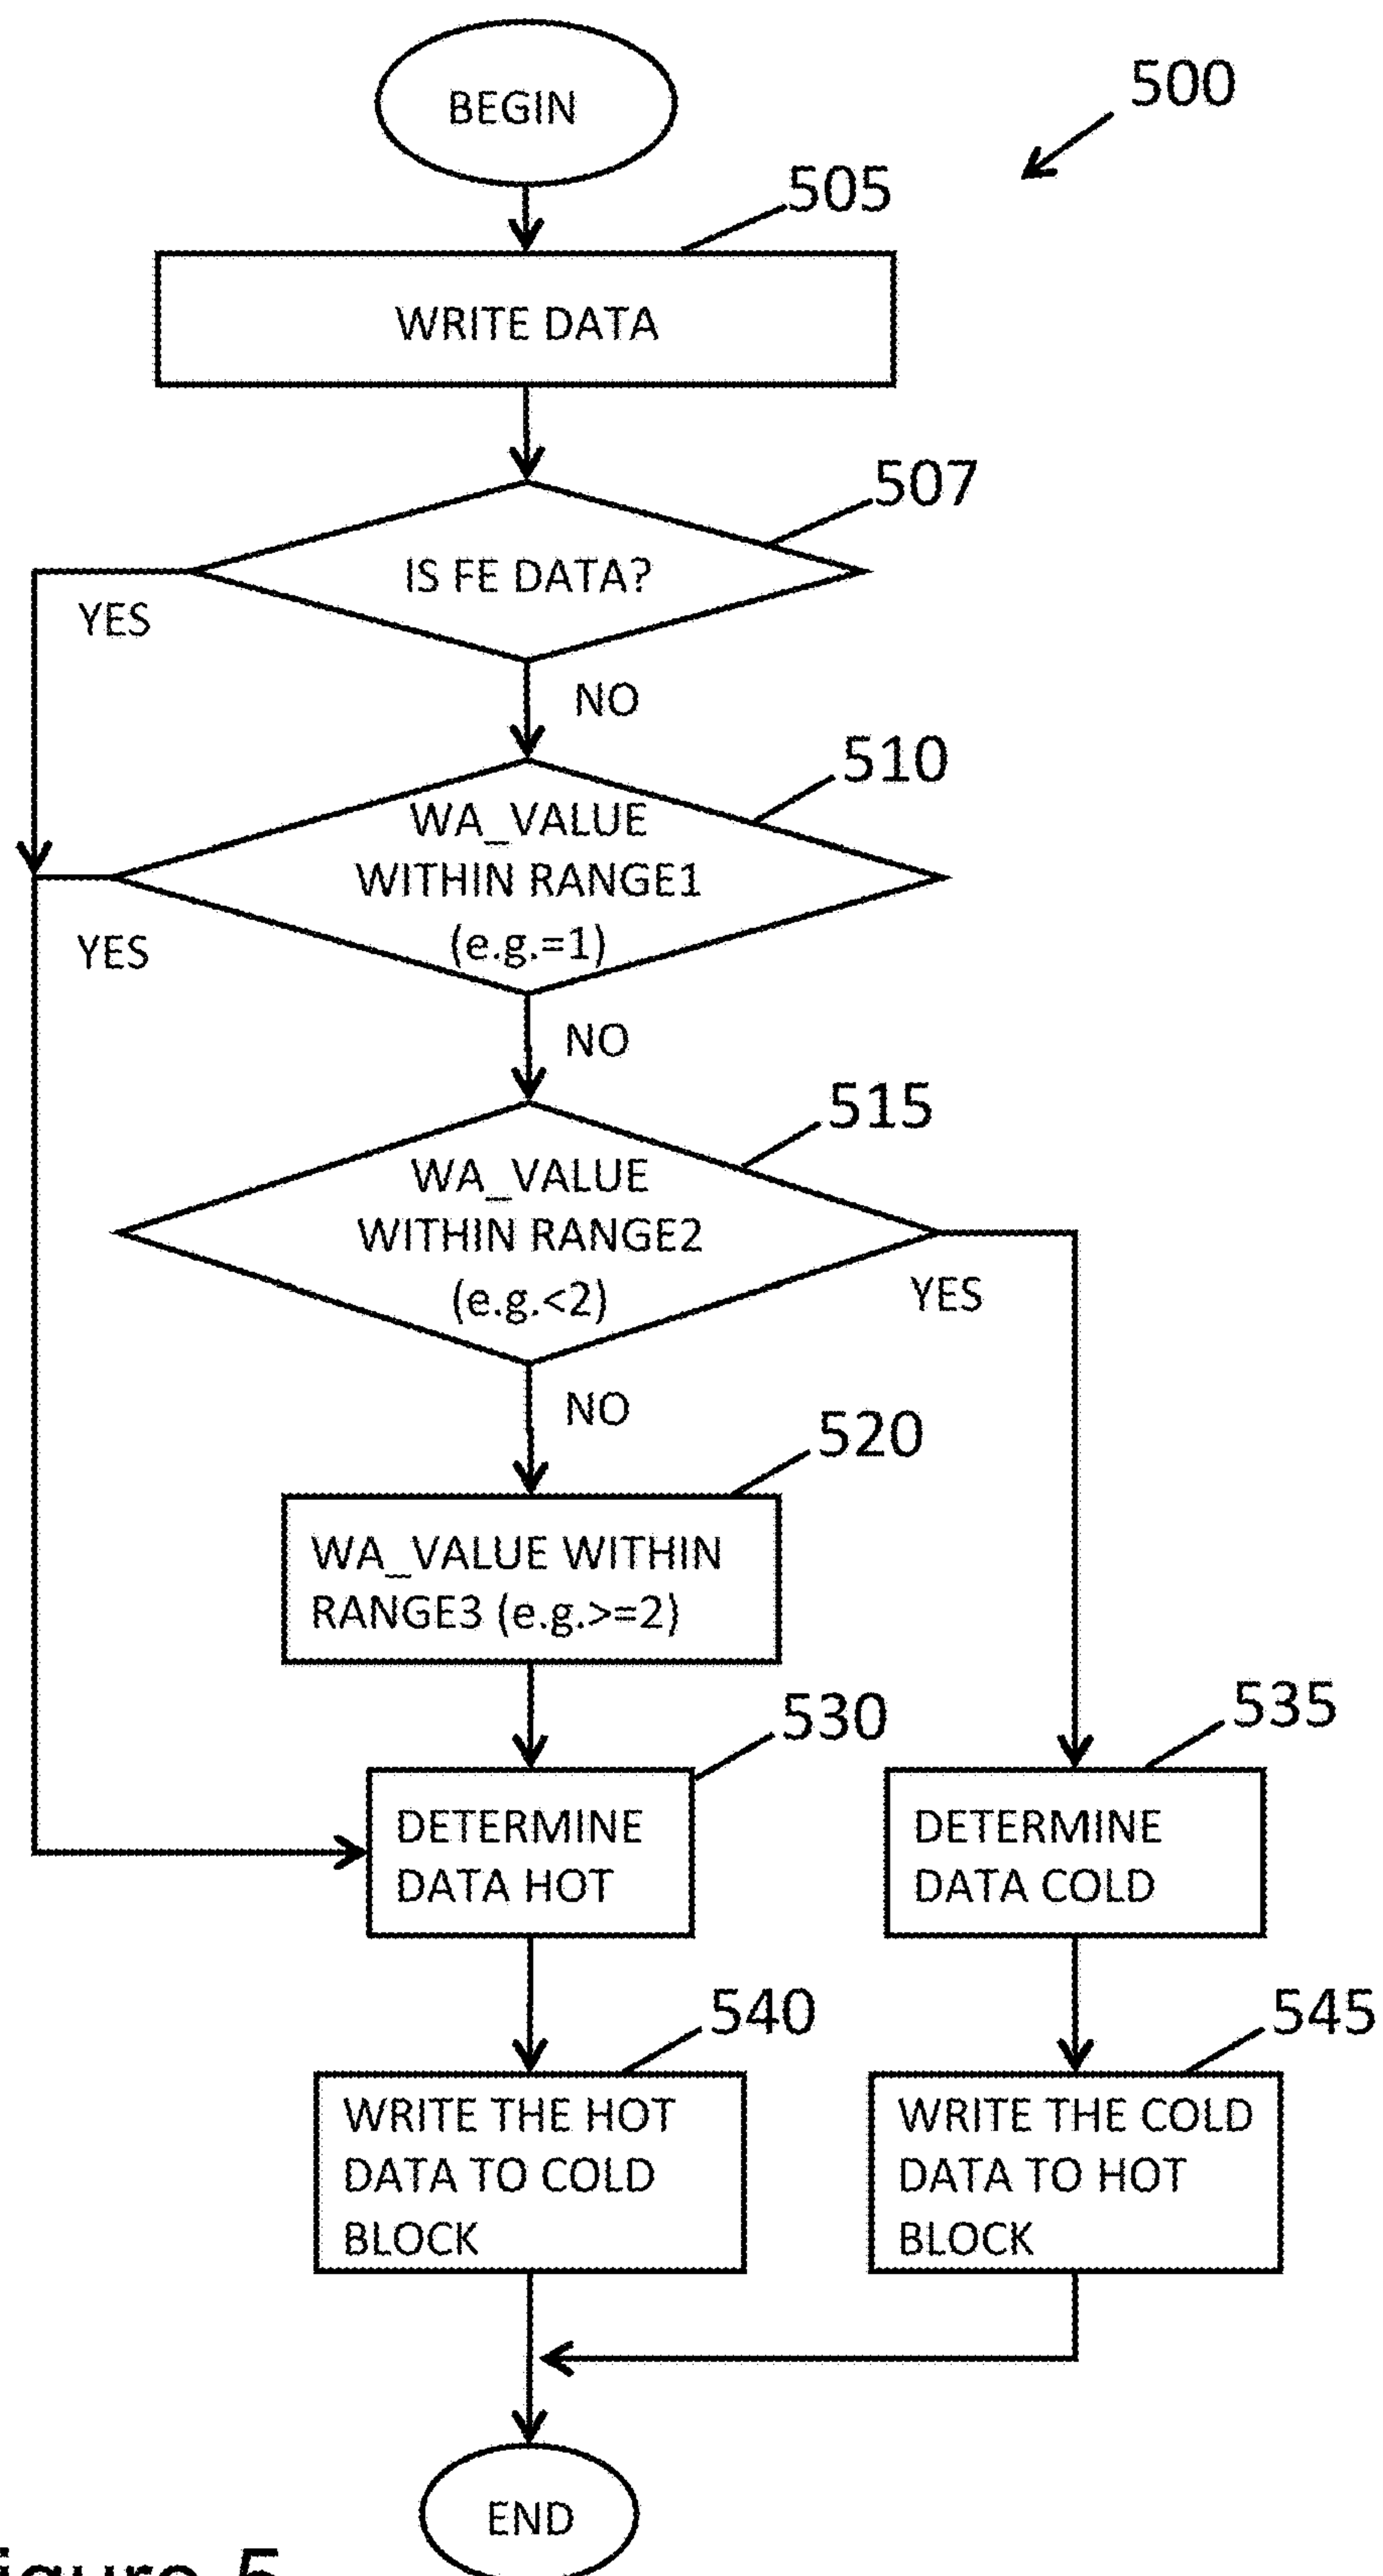 BEGIN
500
505
WRITE DATA
507
IS FE DATA?
YES
NO
510
WA_VALUE
WITHIN RANGE1
(e.g.=1)
YES
NO
515
WA_VALUE
WITHIN RANGE2
(e.g.<2)
YES
NO
520
WA_VALUE WITHIN
RANGE3 (e.g.>=2)
530
535
DETERMINE
DATA HOT
DETERMINE
DATA COLD
540
545
WRITE THE HOT
DATA TO COLD
BLOCK
WRITE THE COLD
DATA TO HOT
BLOCK
END
igure 5